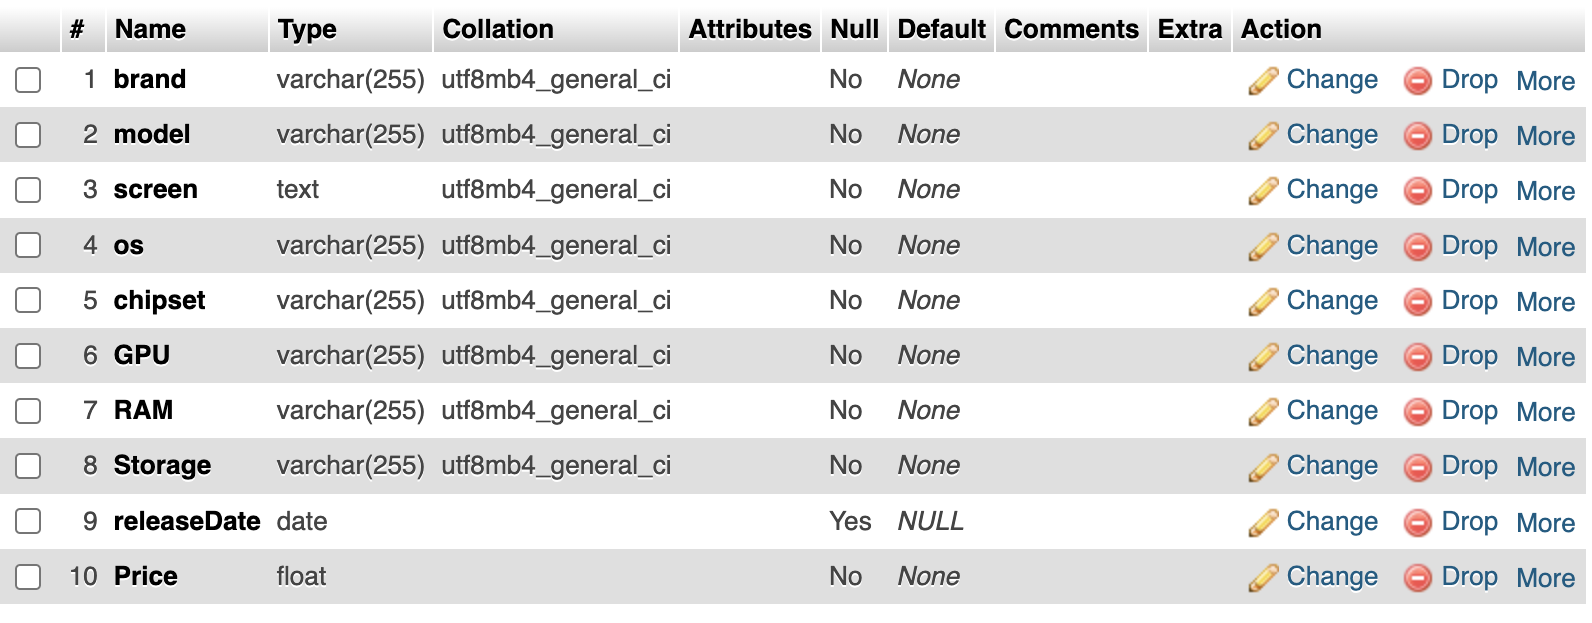 # Name Type Collation Attributes Null Default Comments Extra Action
1 brand varchar(255) utf8mb4_general_ci No None Change Drop More
2 model varchar(255) utf8mb4_general_ci No None Change Drop More
3 screen text utf8mb4_general_ci No None Change Drop More
4 os varchar(255) utf8mb4_general_ci No None Change Drop More
5 chipset varchar(255) utf8mb4_general_ci No None Change Drop More
6 GPU varchar(255) utf8mb4_general_ci No None Change Drop More
7 RAM varchar(255) utf8mb4_general_ci No None Change Drop More
8 Storage varchar(255) utf8mb4_general_ci No None Change Drop More
9 releaseDate date Yes NULL Change Drop More
10 Price float No None Change Drop More